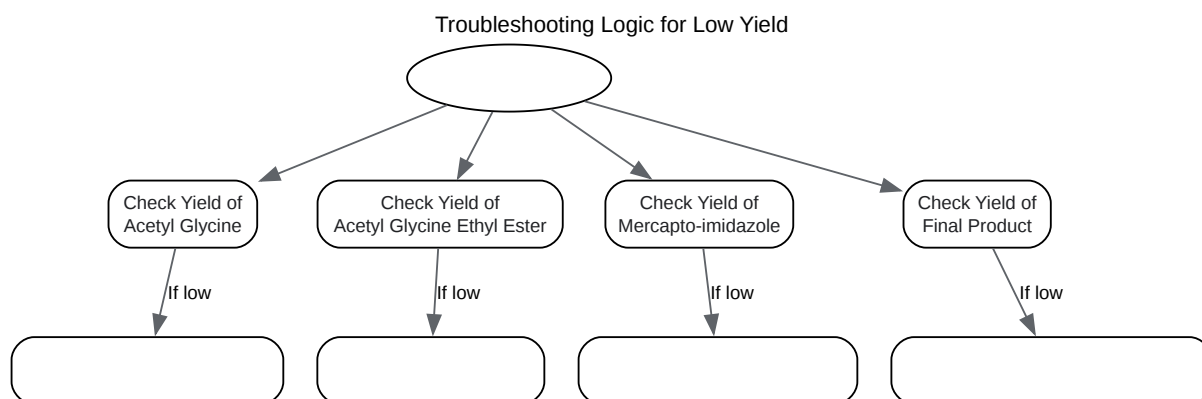 Troubleshooting Logic for Low Yield
Check Yield of
Acetyl Glycine
Check Yield of
Acetyl Glycine Ethyl Ester
Check Yield of
Mercapto-imidazole
Check Yield of
Final Product
If low
If low
If low
If low